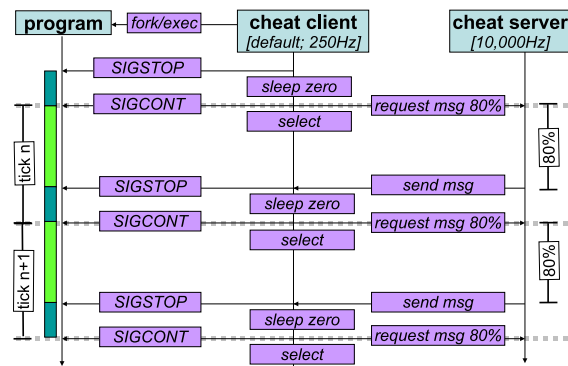 program
fork/exec
cheat client
[default; 250Hz]
cheat server
[10,000Hz]
SIGSTOP
sleep zero
SIGCONT
request msg 80%
select
tick n
80%
SIGSTOP
send msg
sleep zero
SIGCONT
request msg 80%
select
tick n+1
80%
SIGSTOP
send msg
sleep zero
SIGCONT
request msg 80%
select